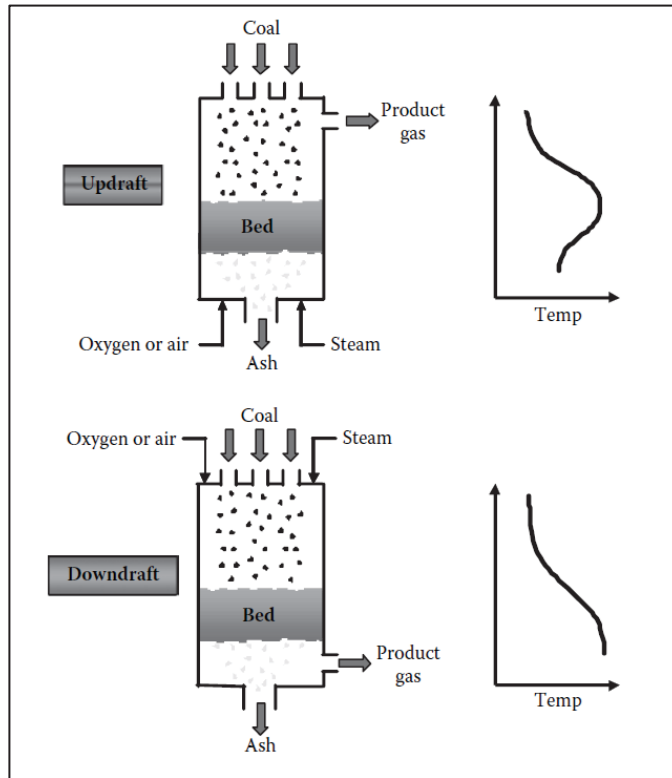 Coal
Product
gas
Updraft
Bed
Temp
Oxygen or air
Steam
Ash
Coal
Oxygen or air
Steam
Downdraft
Bed
Product
gas
Temp
Ash